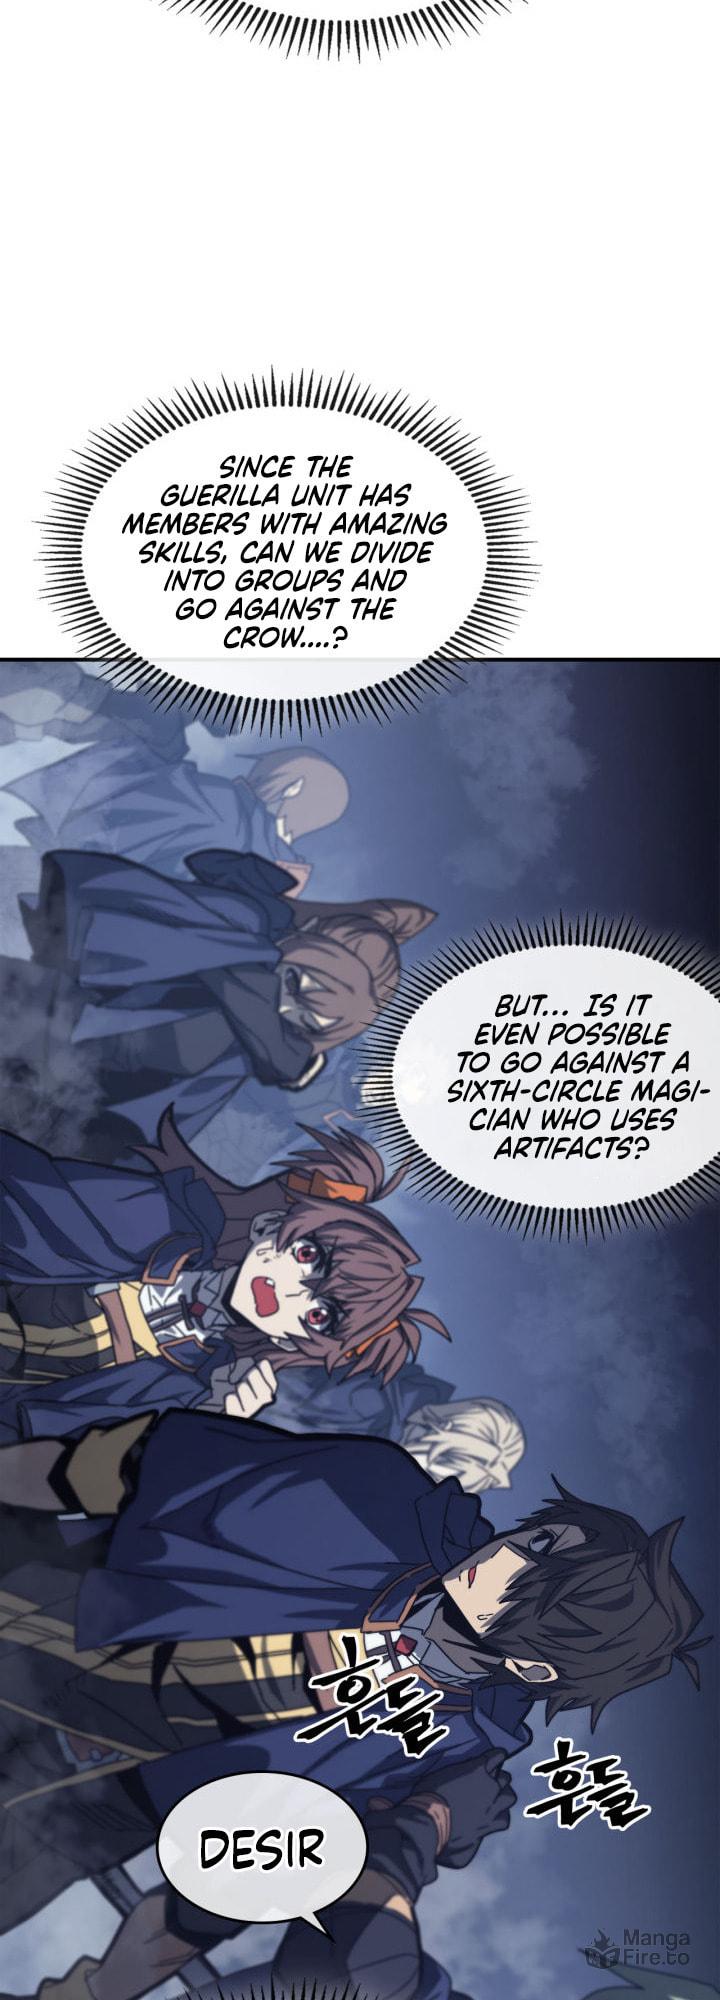 SINCE THE
GUERILLA UNIT HAS
MEMBERS WITH AMAZING
SKILLS, CAN WE DIVIDE
INTO GROUPS AND
GO AGAINST THE
CROW....?
BUT... IS IT
EVEN POSSIBLE
TO GO AGAINST A
SIXTH-CIRCLE MAGI-
CIAN WHO USES
ARTIFACTS?
흔들
흔들
DESIR
Manga
Fire.to